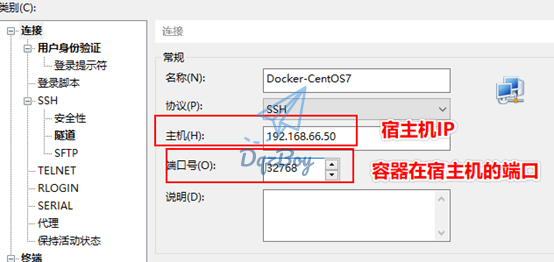 类别(C):
连接
用户身份验证
登录提示符
登录脚本
SSH
安全性
隧道
SFTP
TELNET
RLOGIN
SERIAL
代理
保持活动状态
终端
连接
常规
名称(N):
Docker-CentOS7
协议(P):
SSH
主机(H):
192.168.66.50
宿主机IP
DqzBoy
端口号(O):
32768
容器在宿主机的端口
说明(D):